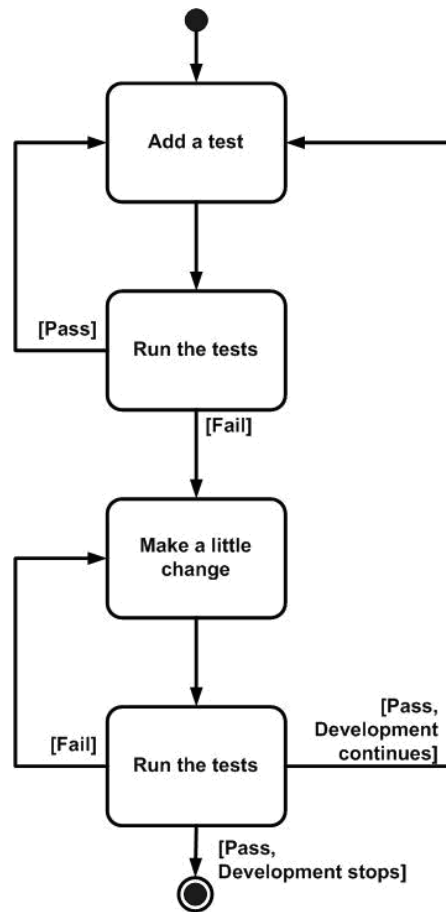 Add a test
[Pass]
Run the tests
[Fail]
Make a little
change
[Fail]
Run the tests
[Pass,
Development
continues]
[Pass,
Development stops]